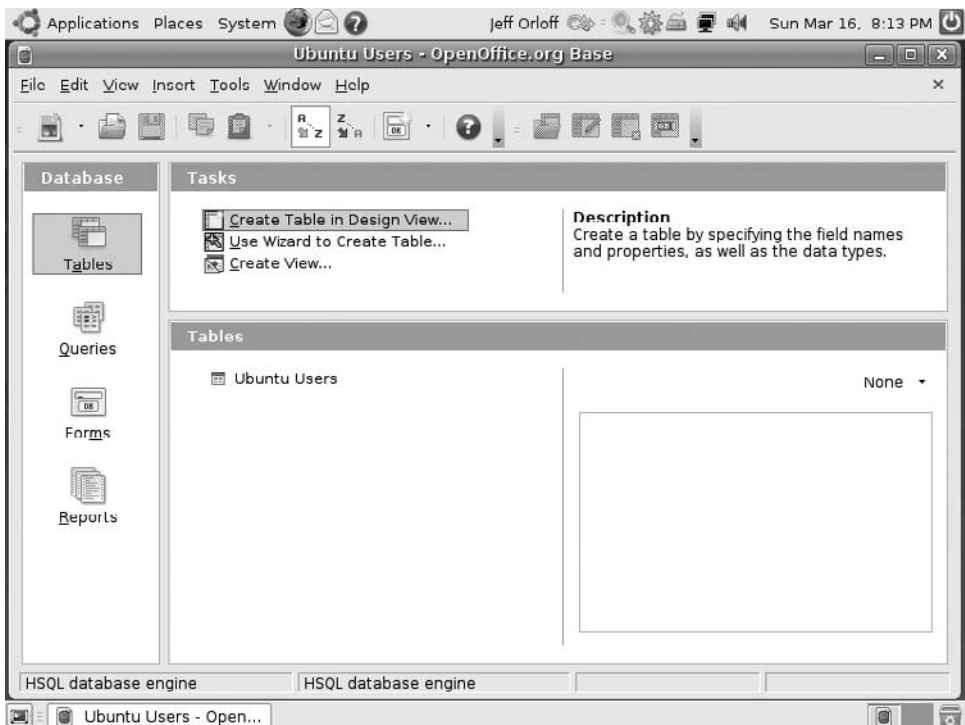 Applications Places System Jeff Orloff Sun Mar 16, 8:13 PM
Ubuntu Users - OpenOffice.org Base
File Edit View Insert Tools Window Help
Database
Tables
Queries
Forms
Reports
Tasks
Create Table in Design View...
Use Wizard to Create Table...
Create View...
Description
Create a table by specifying the field names
and properties, as well as the data types.
Tables
Ubuntu Users
None
HSQL database engine HSQL database engine
Ubuntu Users - Open...